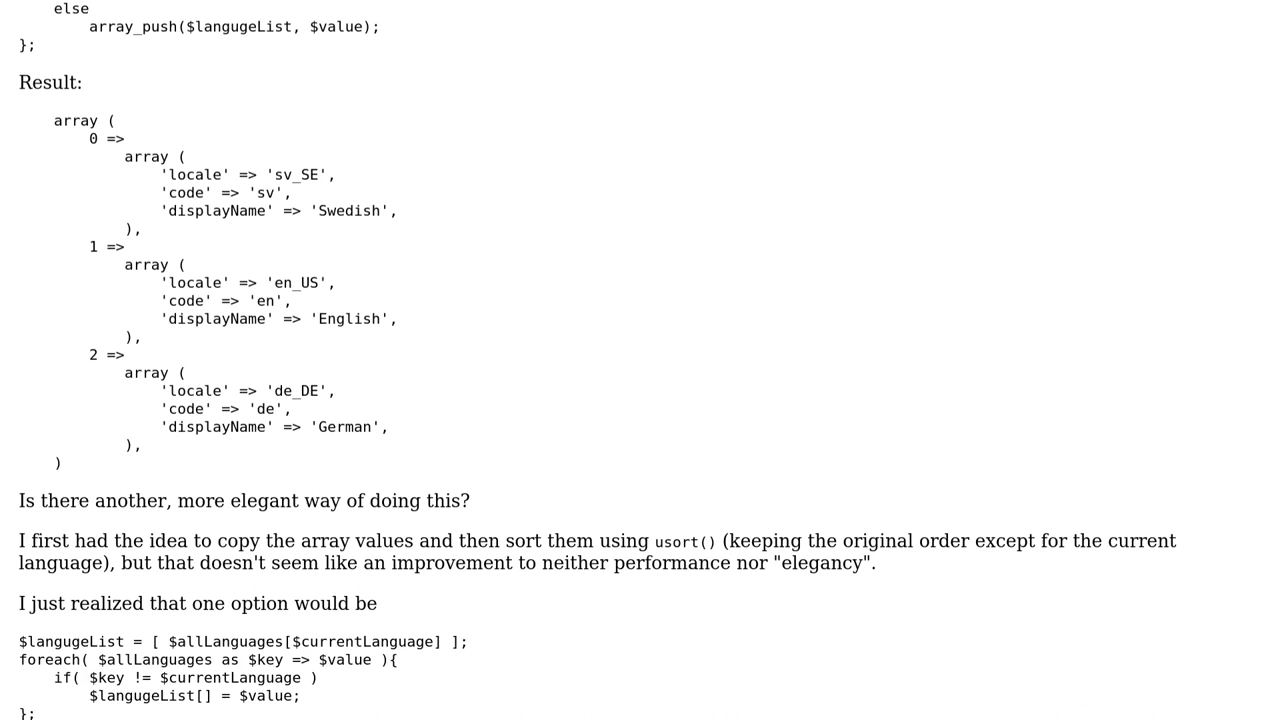 else
        array_push($langugeList, $value);
};
Result:
    array (
        0 =>
            array (
                'locale' => 'sv_SE',
                'code' => 'sv',
                'displayName' => 'Swedish',
            ),
        1 =>
            array (
                'locale' => 'en_US',
                'code' => 'en',
                'displayName' => 'English',
            ),
        2 =>
            array (
                'locale' => 'de_DE',
                'code' => 'de',
                'displayName' => 'German',
            ),
    )
Is there another, more elegant way of doing this?
I first had the idea to copy the array values and then sort them using usort() (keeping the original order except for the current
language), but that doesn't seem like an improvement to neither performance nor "elegancy".
I just realized that one option would be
$langugeList = [ $allLanguages[$currentLanguage] ];
foreach( $allLanguages as $key => $value ){
    if( $key != $currentLanguage )
        $langugeList[] = $value;
};